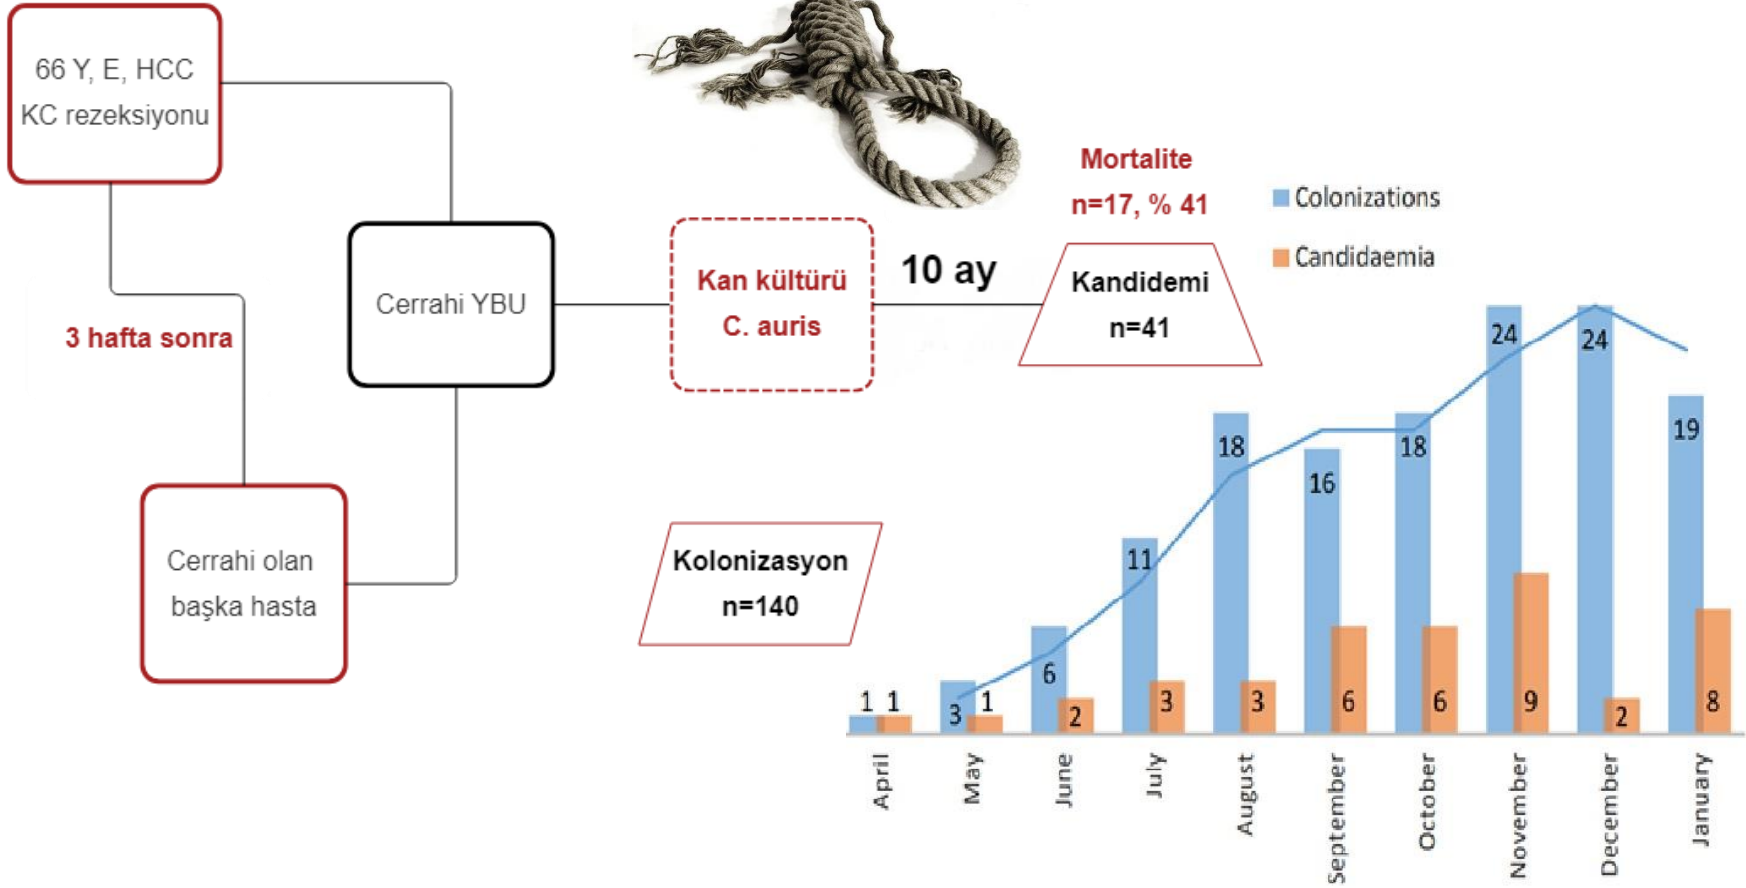 66 Y, E, HCC
KC rezeksiyonu
3 hafta sonra
Cerrahi olan
başka hasta
Cerrahi YBU
Kan kültürü
C. auris
10 ay
Mortalite
n=17, % 41
Kandidemi
n=41
Kolonizasyon
n=140
Colonizations
Candidaemia
1 1
3 1
6 2
11 3
18 3
16 6
18 6
24 9
24 2
19 8
April
May
June
July
August
September
October
November
December
January